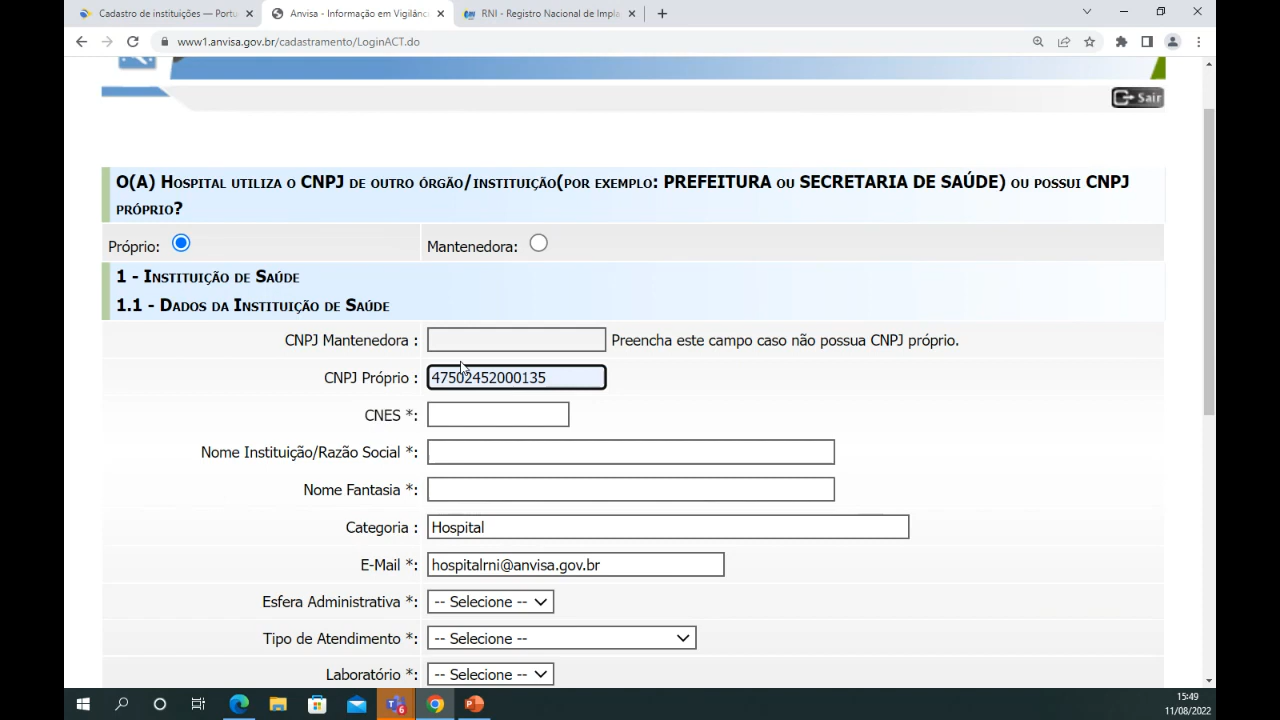 Cadastro de instituições — Portu
Anvisa - Informação em Vigilânc
RNI - Registro Nacional de Impla
www1.anvisa.gov.br/cadastramento/LoginACT.do
Sair
O(A) Hospital utiliza o CNPJ de outro órgão/instituição(por exemplo: PREFEITURA ou SECRETARIA DE SAÚDE) ou possui CNPJ
próprio?
Próprio:
Mantenedora:
1 - Instituição de Saúde
1.1 - Dados da Instituição de Saúde
CNPJ Mantenedora : Preencha este campo caso não possua CNPJ próprio.
CNPJ Próprio : 47502452000135
CNES *:
Nome Instituição/Razão Social *:
Nome Fantasia *:
Categoria : Hospital
E-Mail *: hospitalrni@anvisa.gov.br
Esfera Administrativa *: -- Selecione --
Tipo de Atendimento *: -- Selecione --
Laboratório *: -- Selecione --
15:49
11/08/2022